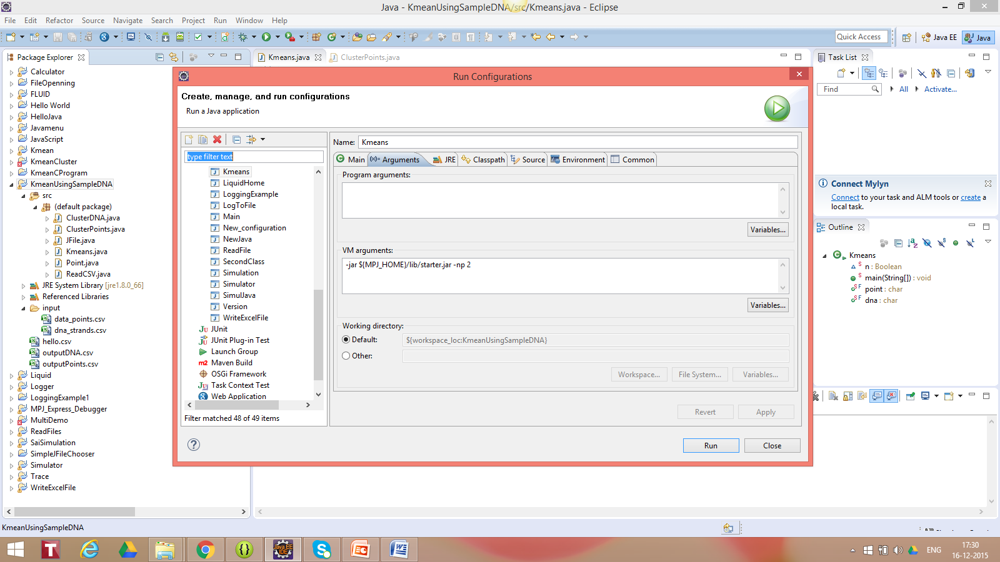 Java - KmeanUsingSampleDNA/src/Kmeans.java - Eclipse
File Edit Refactor Source Navigate Search Project Run Window Help
Quick Access
Java EE
Java
Package Explorer
Calculator
FileOpenning
FLUID
Hello World
HelloJava
Javamenu
JavaScript
Kmean
KmeanCluster
KmeanCProgram
KmeanUsingSampleDNA
src
(default package)
ClusterDNA.java
ClusterPoints.java
JFile.java
Kmeans.java
Point.java
ReadCSV.java
JRE System Library [jre1.8.0_66]
Referenced Libraries
input
data_points.csv
dna_strands.csv
hello.csv
outputDNA.csv
outputPoints.csv
Liquid
Logger
LoggingExample1
MPJ_Express_Debugger
MultiDemo
ReadFiles
SaiSimulation
SimpleJFileChooser
Simulator
Trace
WriteExcelFile
Kmeans.java
ClusterPoints.java
Run Configurations
Create, manage, and run configurations
Run a Java application
type filter text
Kmeans
LiquidHome
LoggingExample
LogToFile
Main
New_configuration
NewJava
ReadFile
SecondClass
Simulation
Simulator
SimulJava
Version
WriteExcelFile
JUnit
JUnit Plug-in Test
Launch Group
Maven Build
OSGi Framework
Task Context Test
Web Application
Filter matched 48 of 49 items
Name: Kmeans
Main Arguments JRE Classpath Source Environment Common
Program arguments:
Variables...
VM arguments:
-jar ${MPJ_HOME}/lib/starter.jar -np 2
Variables...
Working directory:
Default: ${workspace_loc:KmeanUsingSampleDNA}
Other:
Workspace... File System... Variables...
Revert Apply
Run Close
Task List
Find
All
Activate...
Connect Mylyn
Connect to your task and ALM tools or create a
local task.
Outline
Kmeans
n : Boolean
main(String[]) : void
point : char
dna : char
KmeanUsingSampleDNA
Java EE
IDE
ENG
17:30
16-12-2015